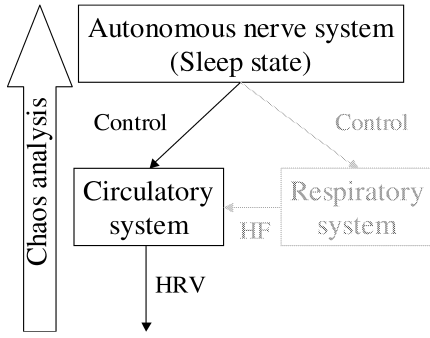 Autonomous nerve system
(Sleep state)
Control
Control
Chaos analysis
Circulatory
system
Respiratory
system
HF
HRV